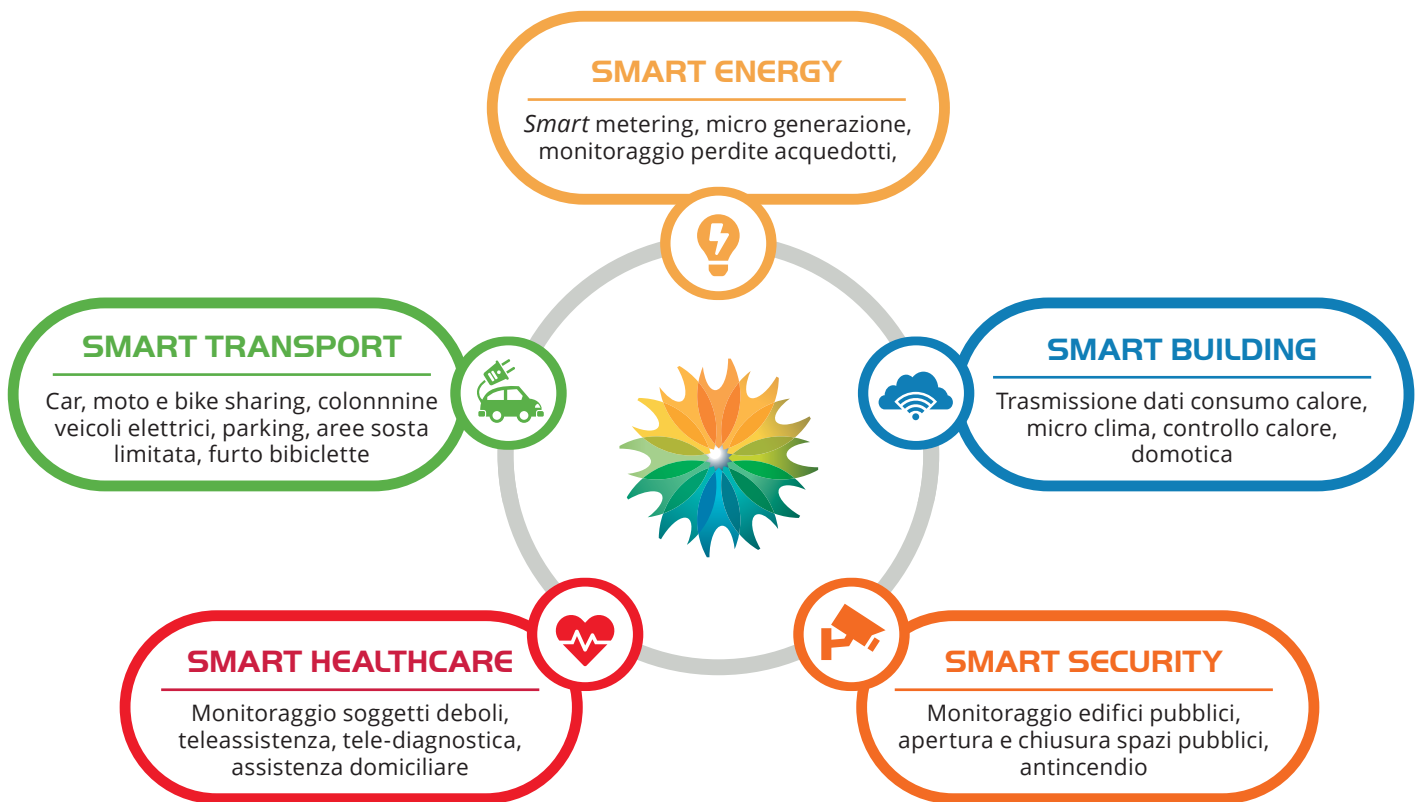 SMART ENERGY
Smart metering, micro generazione,
monitoraggio perdite acquedotti,
SMART TRANSPORT
Car, moto e bike sharing, colonnnine
veicoli elettrici, parking, aree sosta
limitata, furto bibiclette
SMART BUILDING
Trasmissione dati consumo calore,
micro clima, controllo calore,
domotica
SMART HEALTHCARE
Monitoraggio soggetti deboli,
teleassistenza, tele-diagnostica,
assistenza domiciliare
SMART SECURITY
Monitoraggio edifici pubblici,
apertura e chiusura spazi pubblici,
antincendio